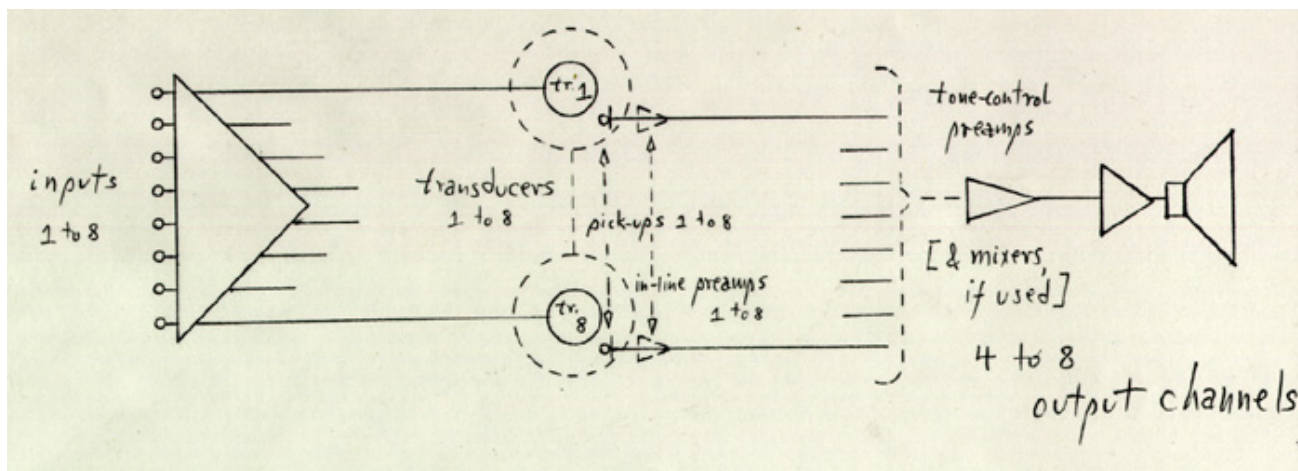 inputs
1 to 8
tr. 1
transducers
1 to 8
pick-ups 1 to 8
in-line preamps
1 to 8
tr.
8
tone-control
preamps
[& mixers,
if used]
4 to 8
output channels